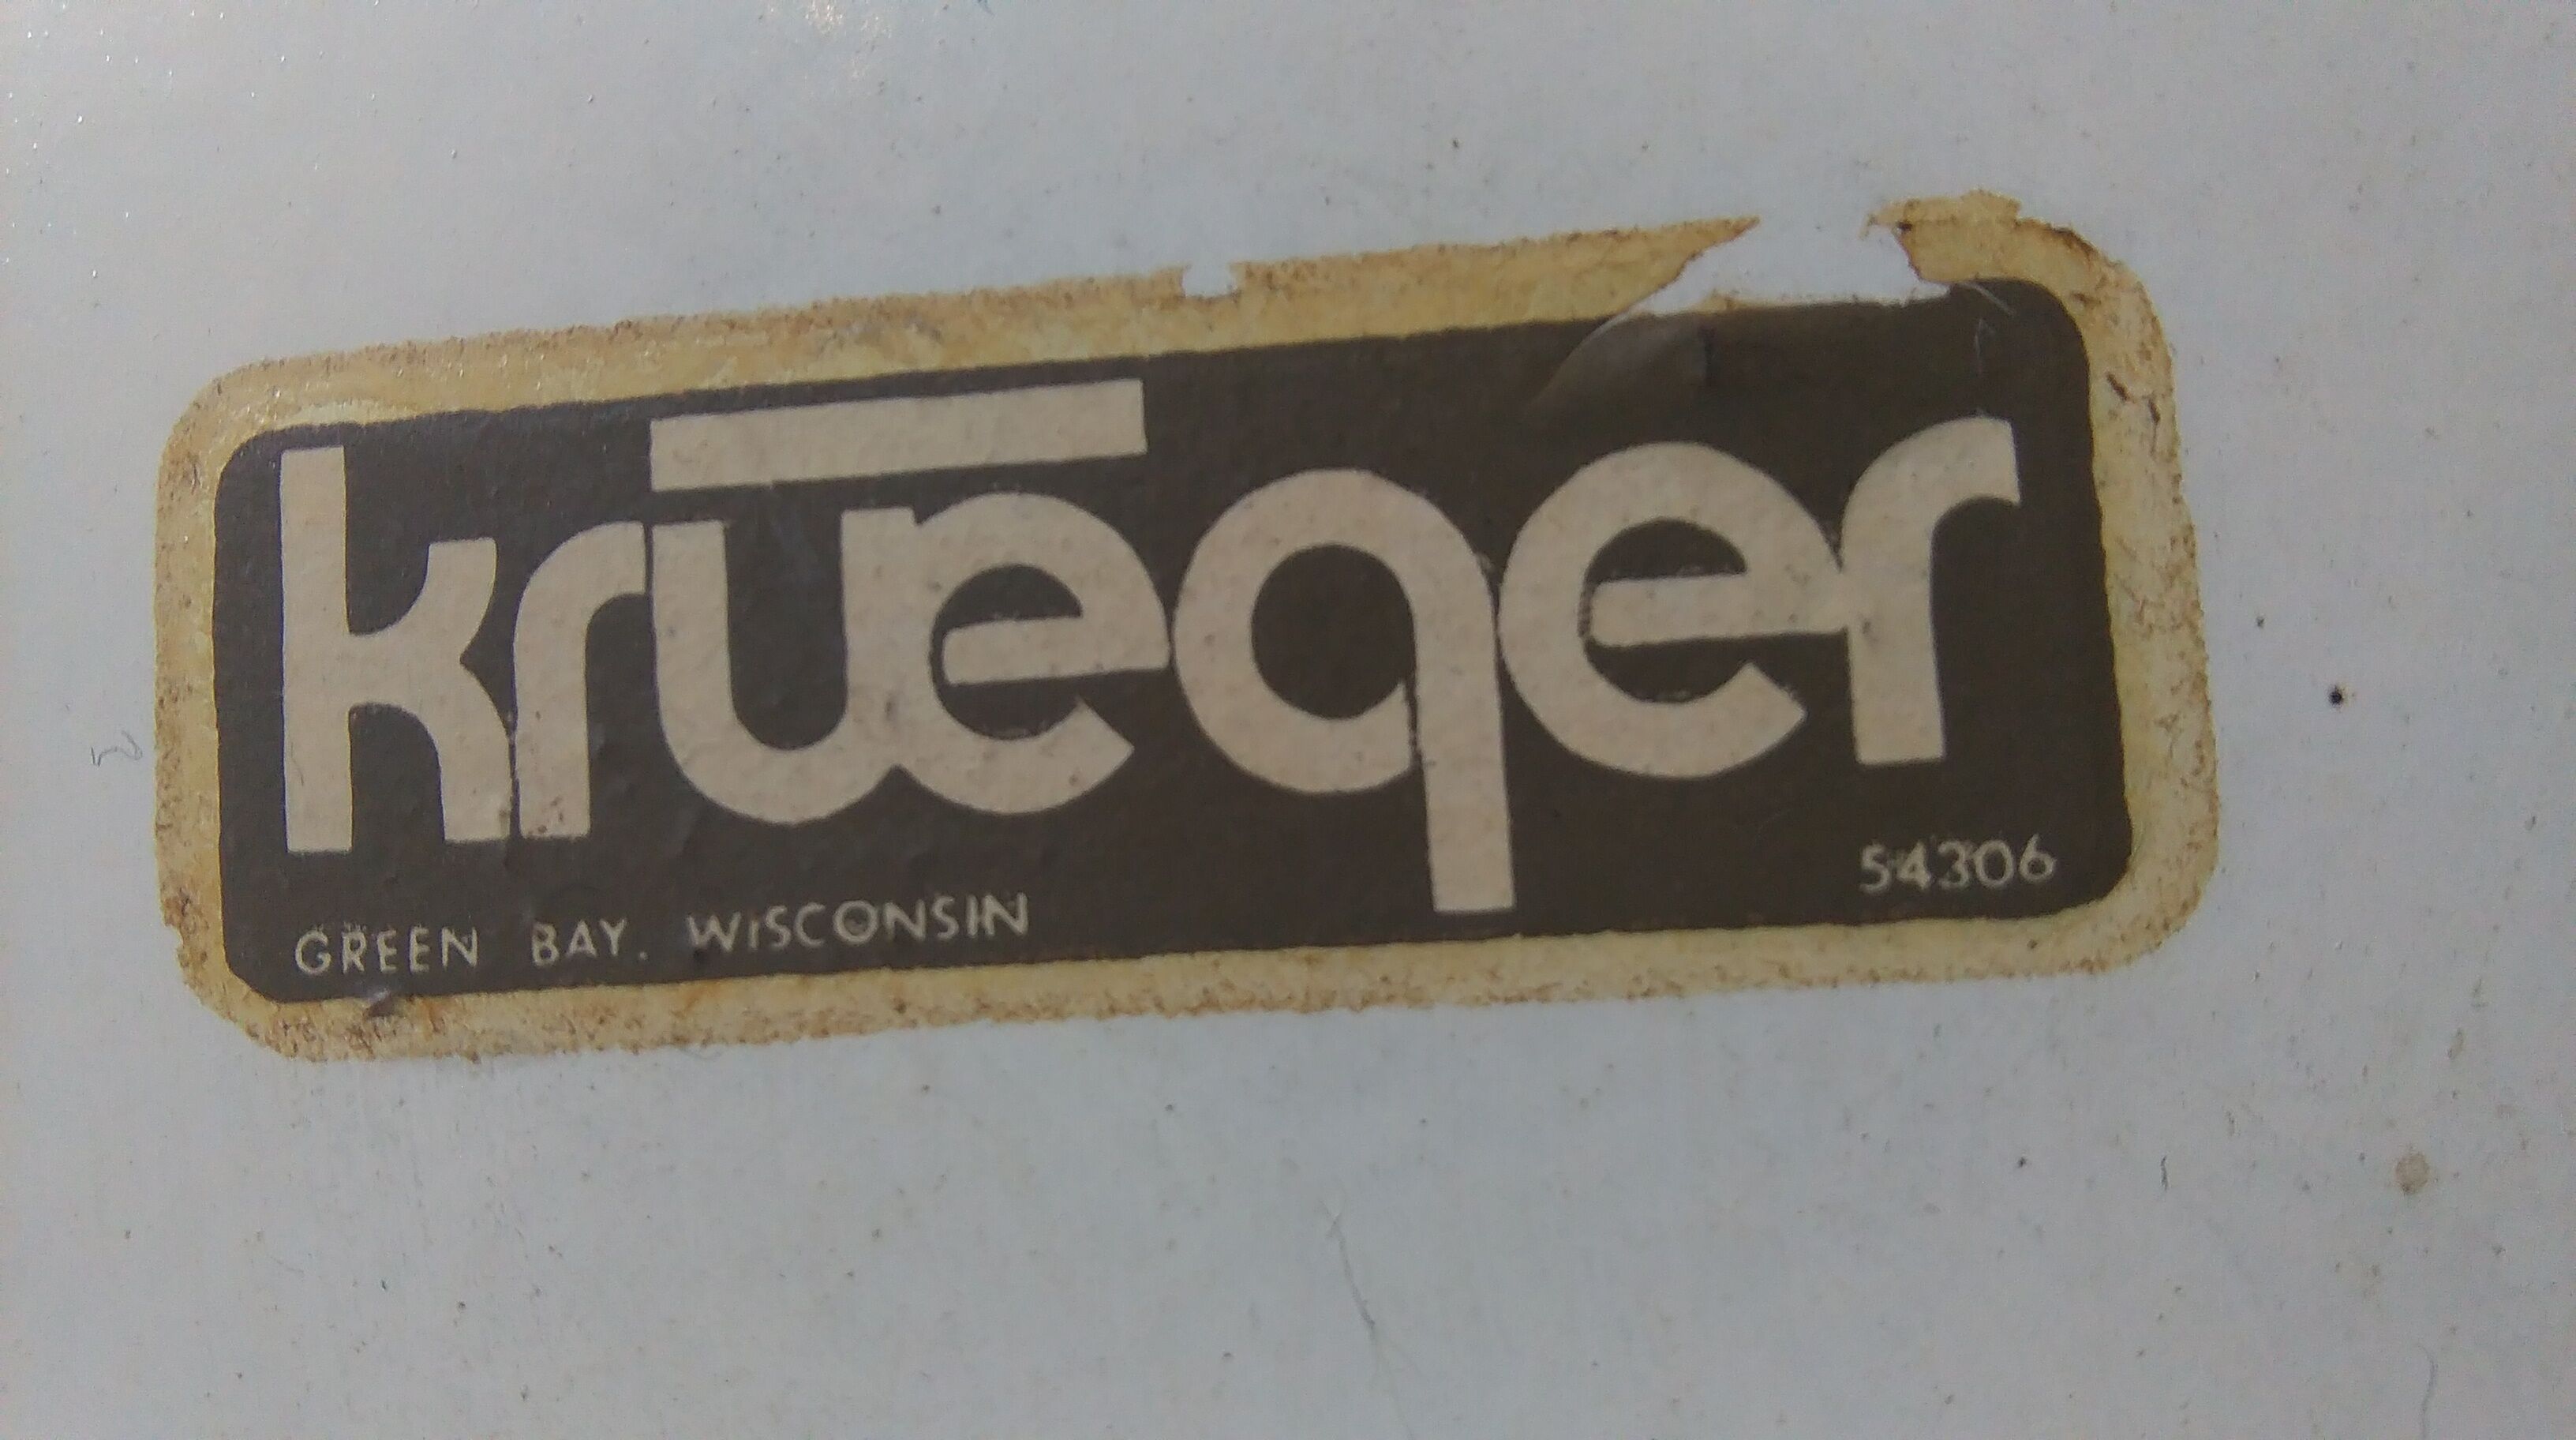 krueger
GREEN BAY. WISCONSIN 54306